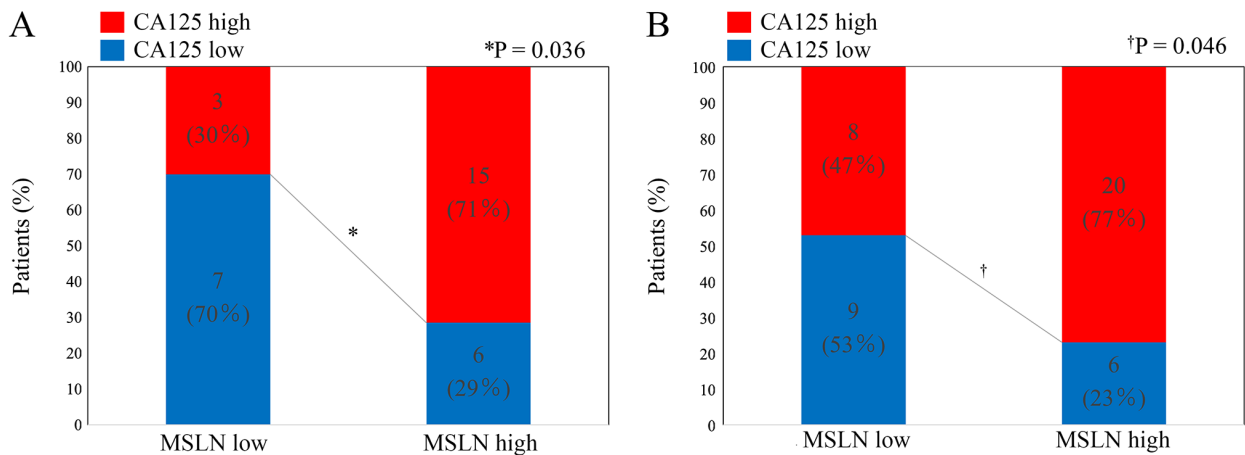 A
CA125 high
CA125 low
*P = 0.036
100
90
80
70
60
50
40
30
20
10
0
Patients (%)
3
(30%)
7
(70%)
*
15
(71%)
6
(29%)
MSLN low
MSLN high
B
CA125 high
CA125 low
†P = 0.046
100
90
80
70
60
50
40
30
20
10
0
Patients (%)
8
(47%)
9
(53%)
†
20
(77%)
6
(23%)
MSLN low
MSLN high